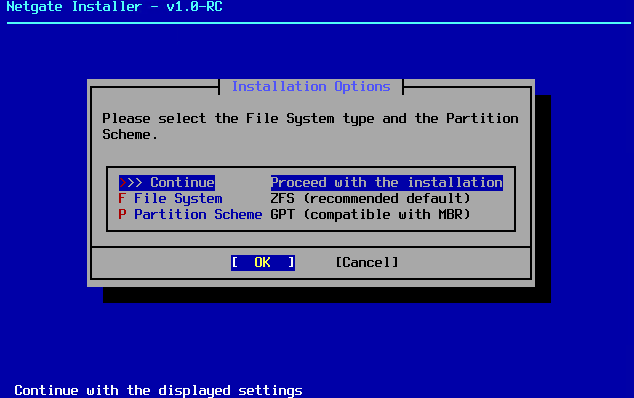 Netgate Installer - v1.0-RC
Installation Options
Please select the File System type and the Partition
Scheme.
>>> Continue Proceed with the installation
F File System ZFS (recommended default)
P Partition Scheme GPT (compatible with MBR)
[ OK ] [Cancel]
Continue with the displayed settings